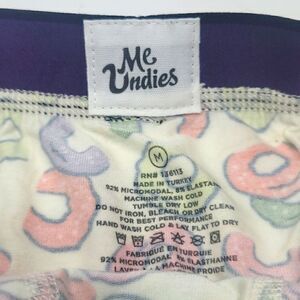 Me
Undies
M
RN# 136113
MADE IN TURKEY
92% MICROMODAL, 8% ELASTANE
MACHINE WASH COLD
TUMBLE DRY LOW
DO NOT IRON, BLEACH OR DRY CLEAN
FOR BEST PERFORMANCE
HAND WASH COLD & LAY FLAT TO DRY
FABRIQUÉ EN TURQUIE
92% MICROMODAL, 8% ÉLASTHANNE
LAVER À LA MACHINE FROIDE